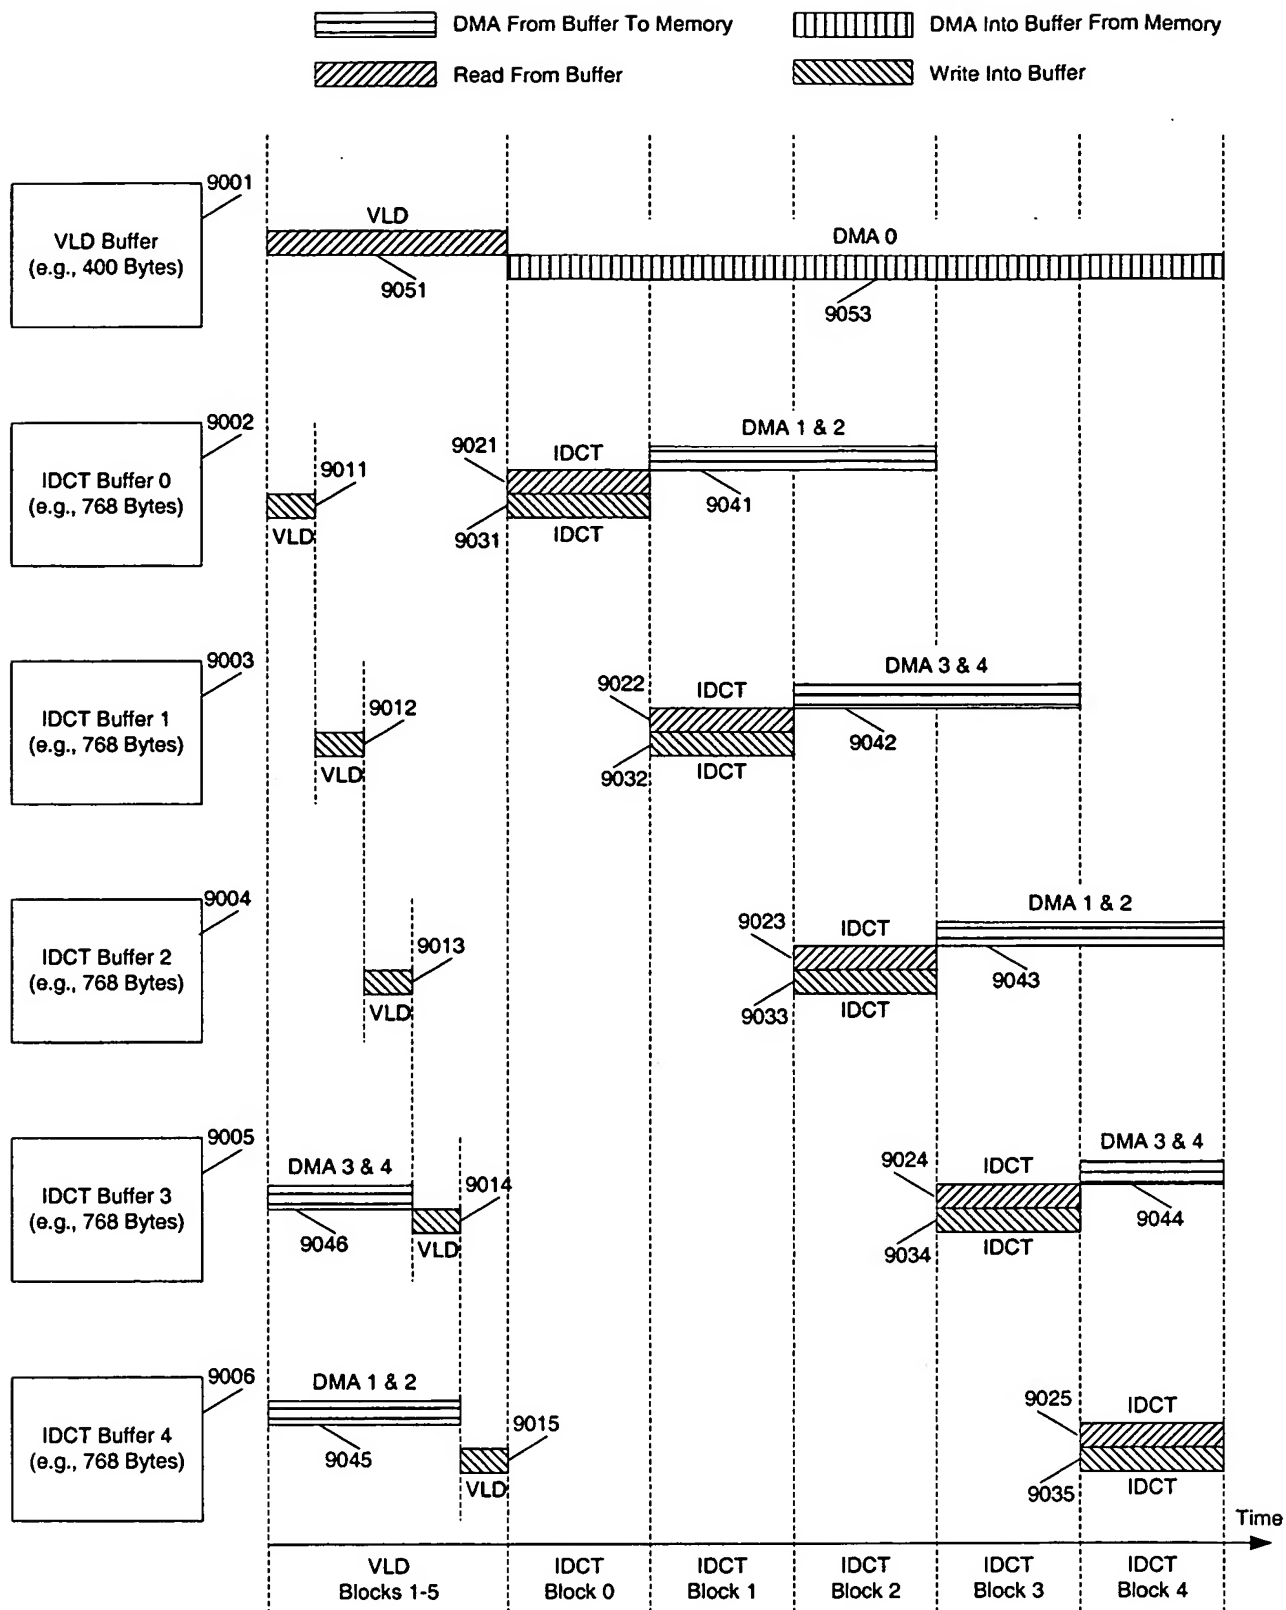 DMA From Buffer To Memory
DMA Into Buffer From Memory
Read From Buffer
Write Into Buffer
9001
VLD Buffer
(e.g., 400 Bytes)
VLD
9051
DMA 0
9053
9002
IDCT Buffer 0
(e.g., 768 Bytes)
9011
VLD
9021
IDCT
9031
IDCT
DMA 1 & 2
9041
9003
IDCT Buffer 1
(e.g., 768 Bytes)
9012
VLD
9022
IDCT
9032
IDCT
DMA 3 & 4
9042
9004
IDCT Buffer 2
(e.g., 768 Bytes)
9013
VLD
9023
IDCT
9033
IDCT
DMA 1 & 2
9043
9005
IDCT Buffer 3
(e.g., 768 Bytes)
DMA 3 & 4
9046
9014
VLD
9024
IDCT
9034
IDCT
DMA 3 & 4
9044
9006
IDCT Buffer 4
(e.g., 768 Bytes)
DMA 1 & 2
9045
9015
VLD
9025
IDCT
9035
IDCT
Time
VLD
Blocks 1-5
IDCT
Block 0
IDCT
Block 1
IDCT
Block 2
IDCT
Block 3
IDCT
Block 4